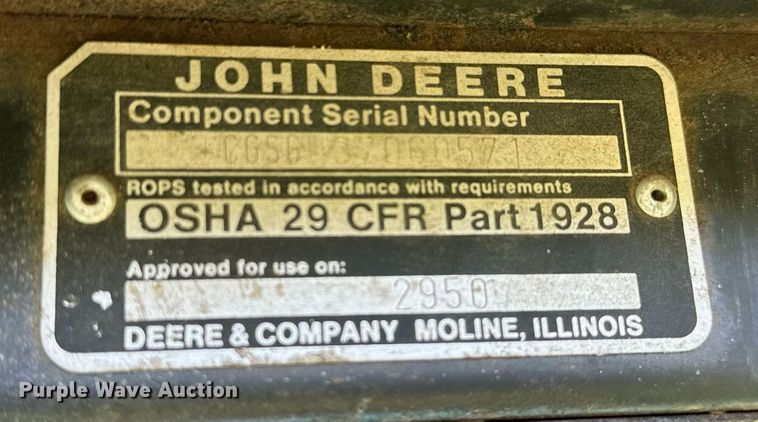 JOHN DEERE
Component Serial Number
ROPS tested in accordance with requirements
OSHA 29 CFR Part 1928
Approved for use on:
2950
DEERE & COMPANY MOLINE, ILLINOIS
Purple Wave Auction